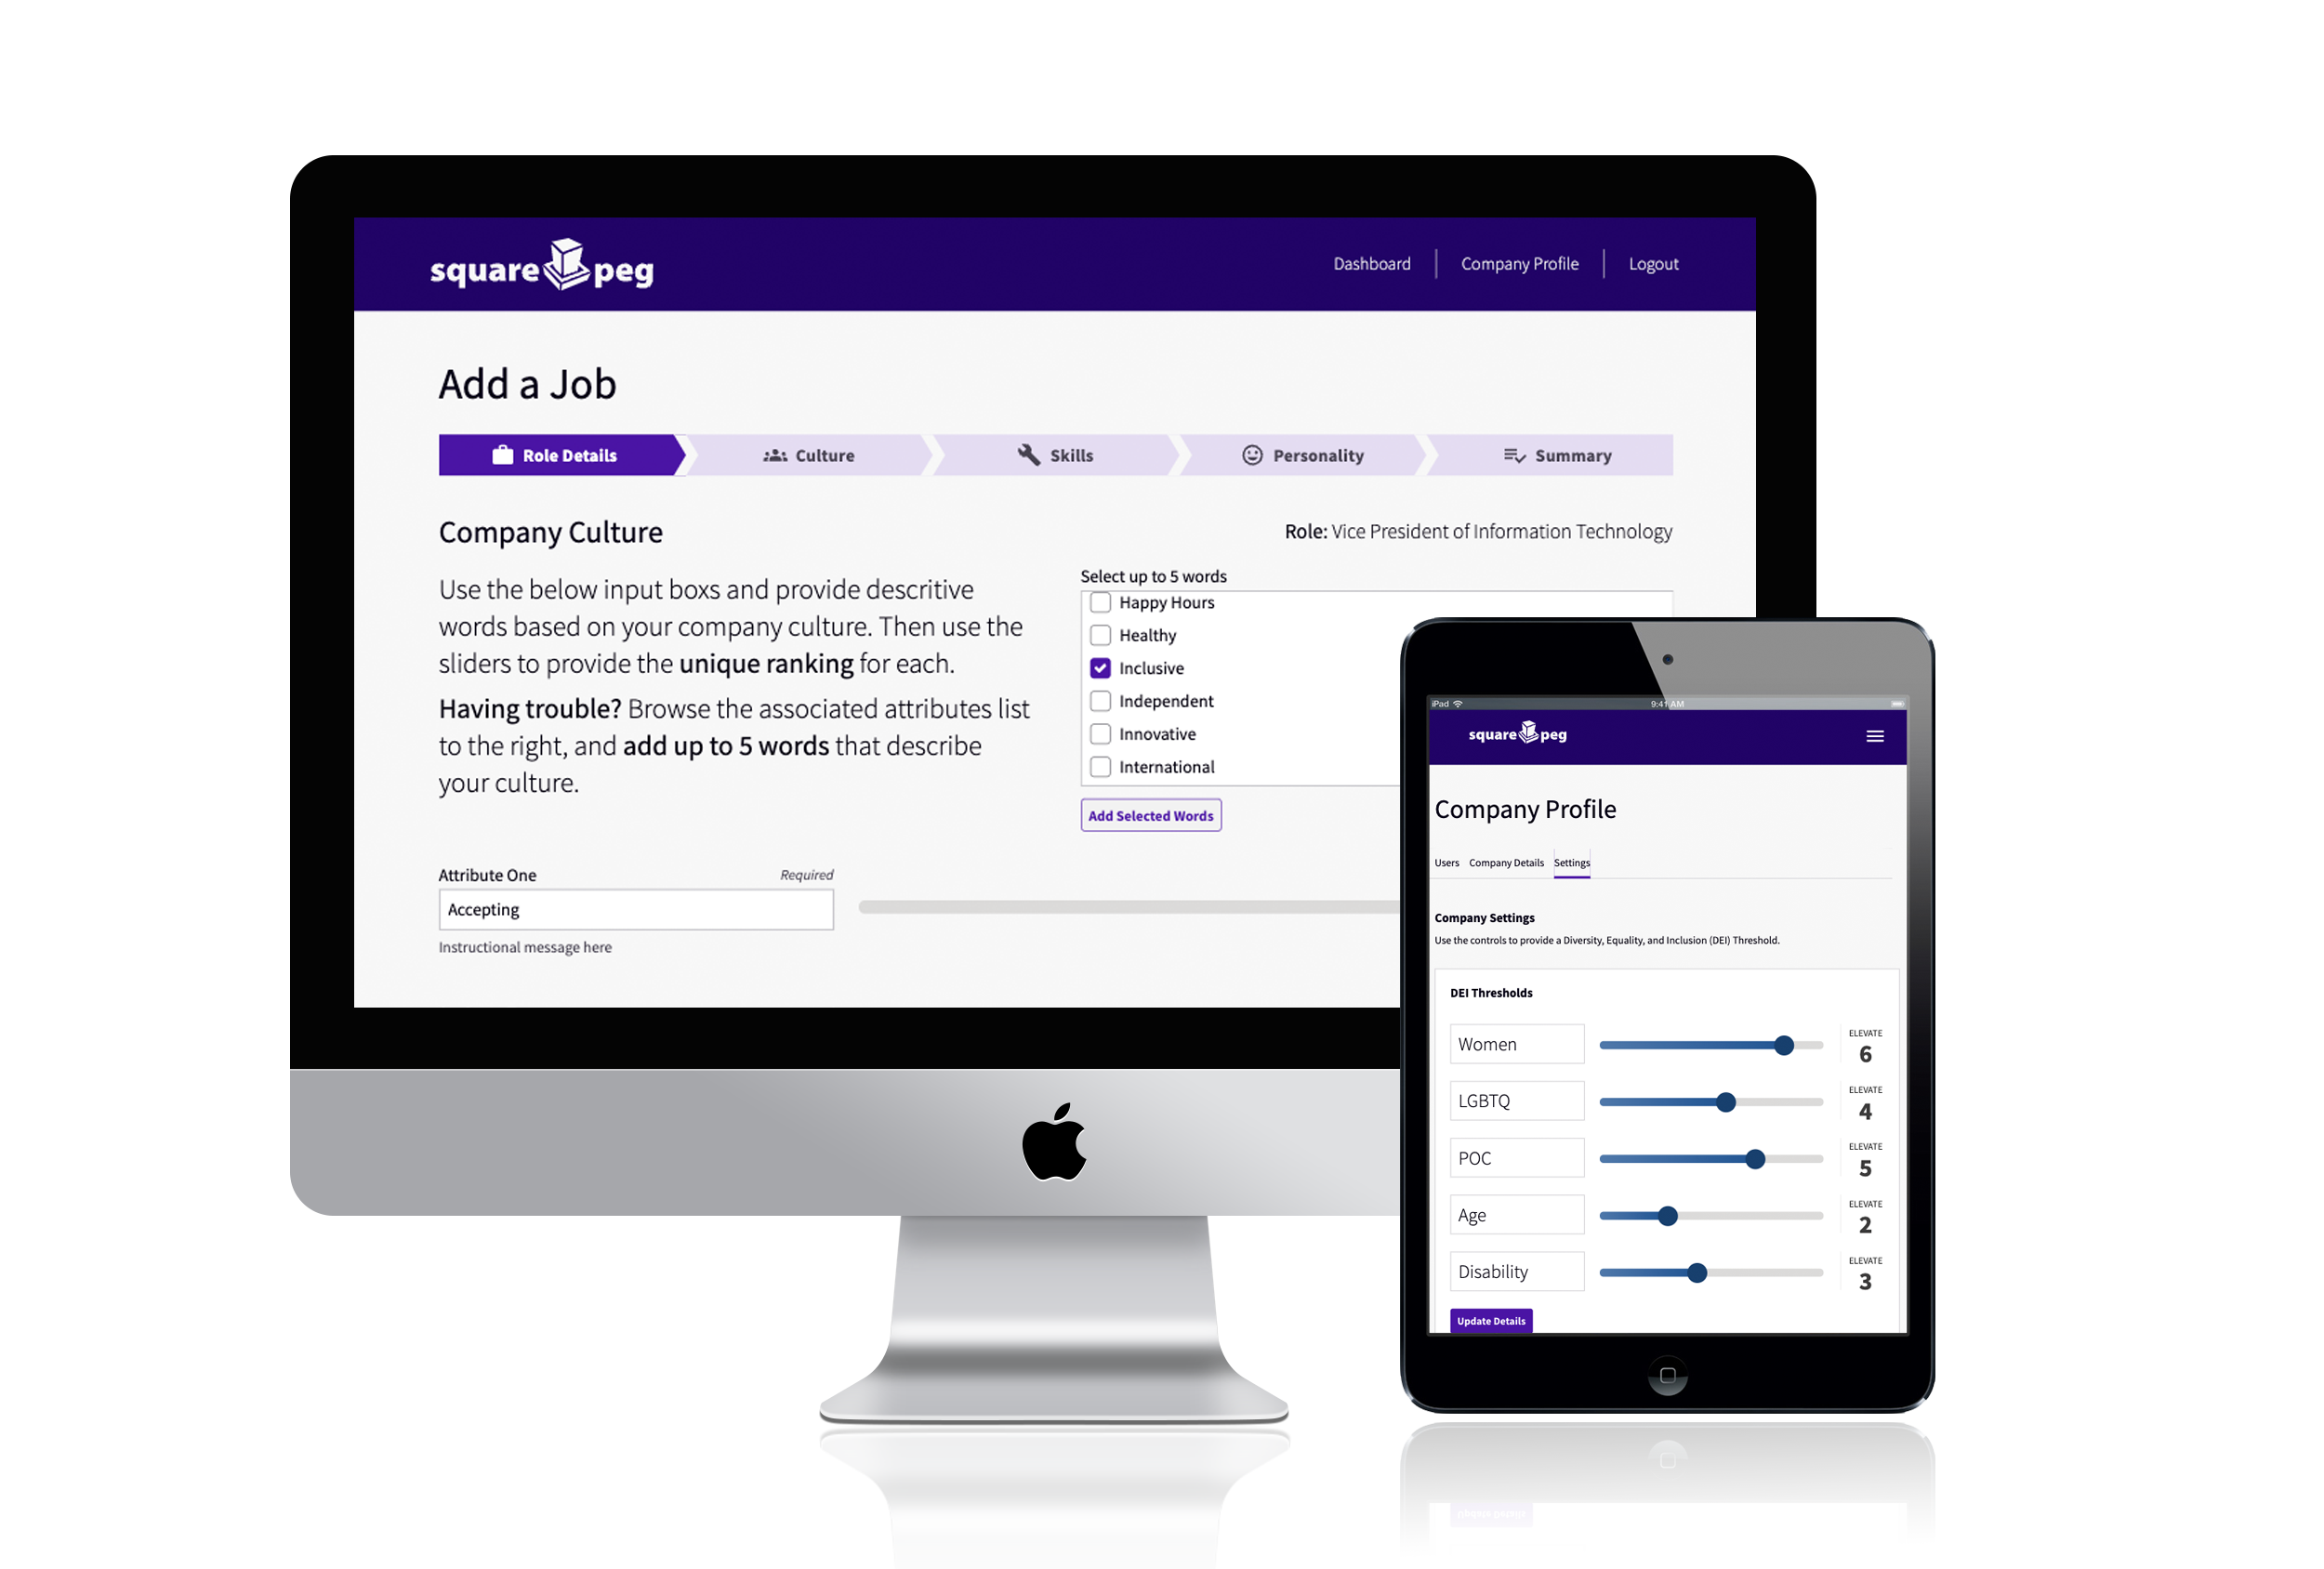 square peg
Dashboard
Company Profile
Logout
Add a Job
Role Details
Culture
Skills
Personality
Summary
Company Culture
Role: Vice President of Information Technology
Use the below input boxs and provide descritive
words based on your company culture. Then use the
sliders to provide the unique ranking for each.
Having trouble? Browse the associated attributes list
to the right, and add up to 5 words that describe
your culture.
Select up to 5 words
Happy Hours
Healthy
Inclusive
Independent
Innovative
International
Add Selected Words
Attribute One
Required
Accepting
Instructional message here
iPad
9:41 AM
square peg
Company Profile
Users
Company Details
Settings
Company Settings
Use the controls to provide a Diversity, Equality, and Inclusion (DEI) Threshold.
DEI Thresholds
Women
ELEVATE
6
LGBTQ
ELEVATE
4
POC
ELEVATE
5
Age
ELEVATE
2
Disability
ELEVATE
3
Update Details